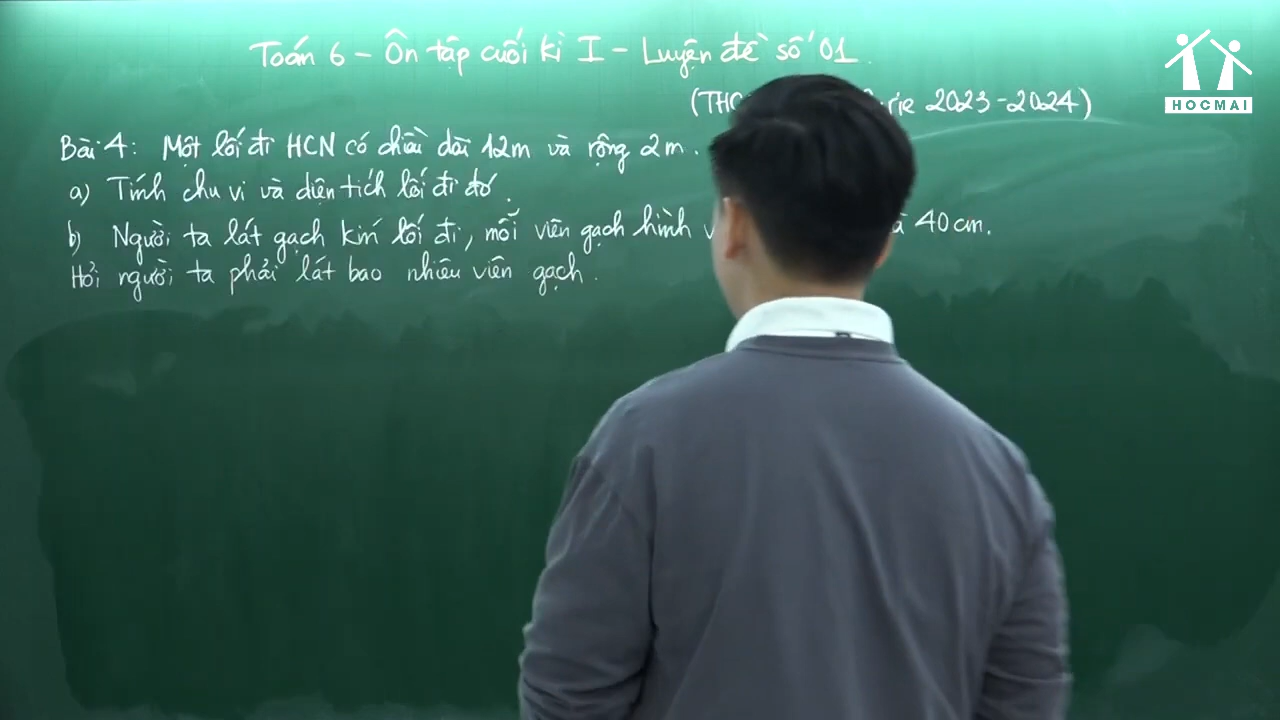 Toán 6 - Ôn tập cuối kì I - Luyện đề số 01.
HOCMAI
(THC 2023-2024)
Bài 4: Một lối đi HCN có chiều dài 12m và rộng 2m.
a) Tính chu vi và diện tích lối đi đó.
b) Người ta lát gạch kín lối đi, mỗi viên gạch hình 40cm.
Hỏi người ta phải lát bao nhiêu viên gạch.